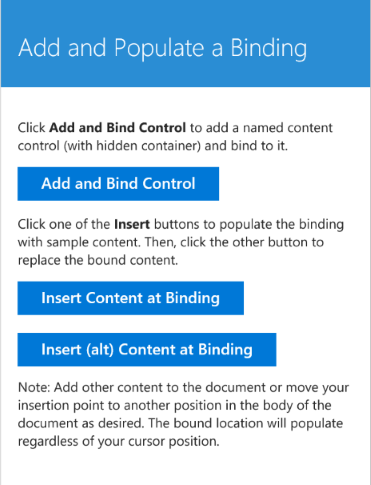 Add and Populate a Binding
Click Add and Bind Control to add a named content
control (with hidden container) and bind to it.
Add and Bind Control
Click one of the Insert buttons to populate the binding
with sample content. Then, click the other button to
replace the bound content.
Insert Content at Binding
Insert (alt) Content at Binding
Note: Add other content to the document or move your
insertion point to another position in the body of the
document as desired. The bound location will populate
regardless of your cursor position.